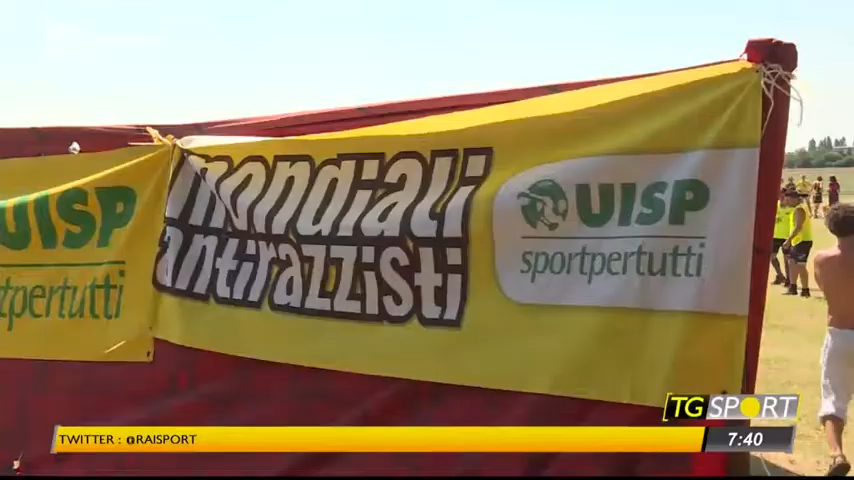 UISP
sportpertutti
mondiali
antirazzisti
UISP
sportpertutti
TG SPORT
TWITTER : @RAISPORT
7:40